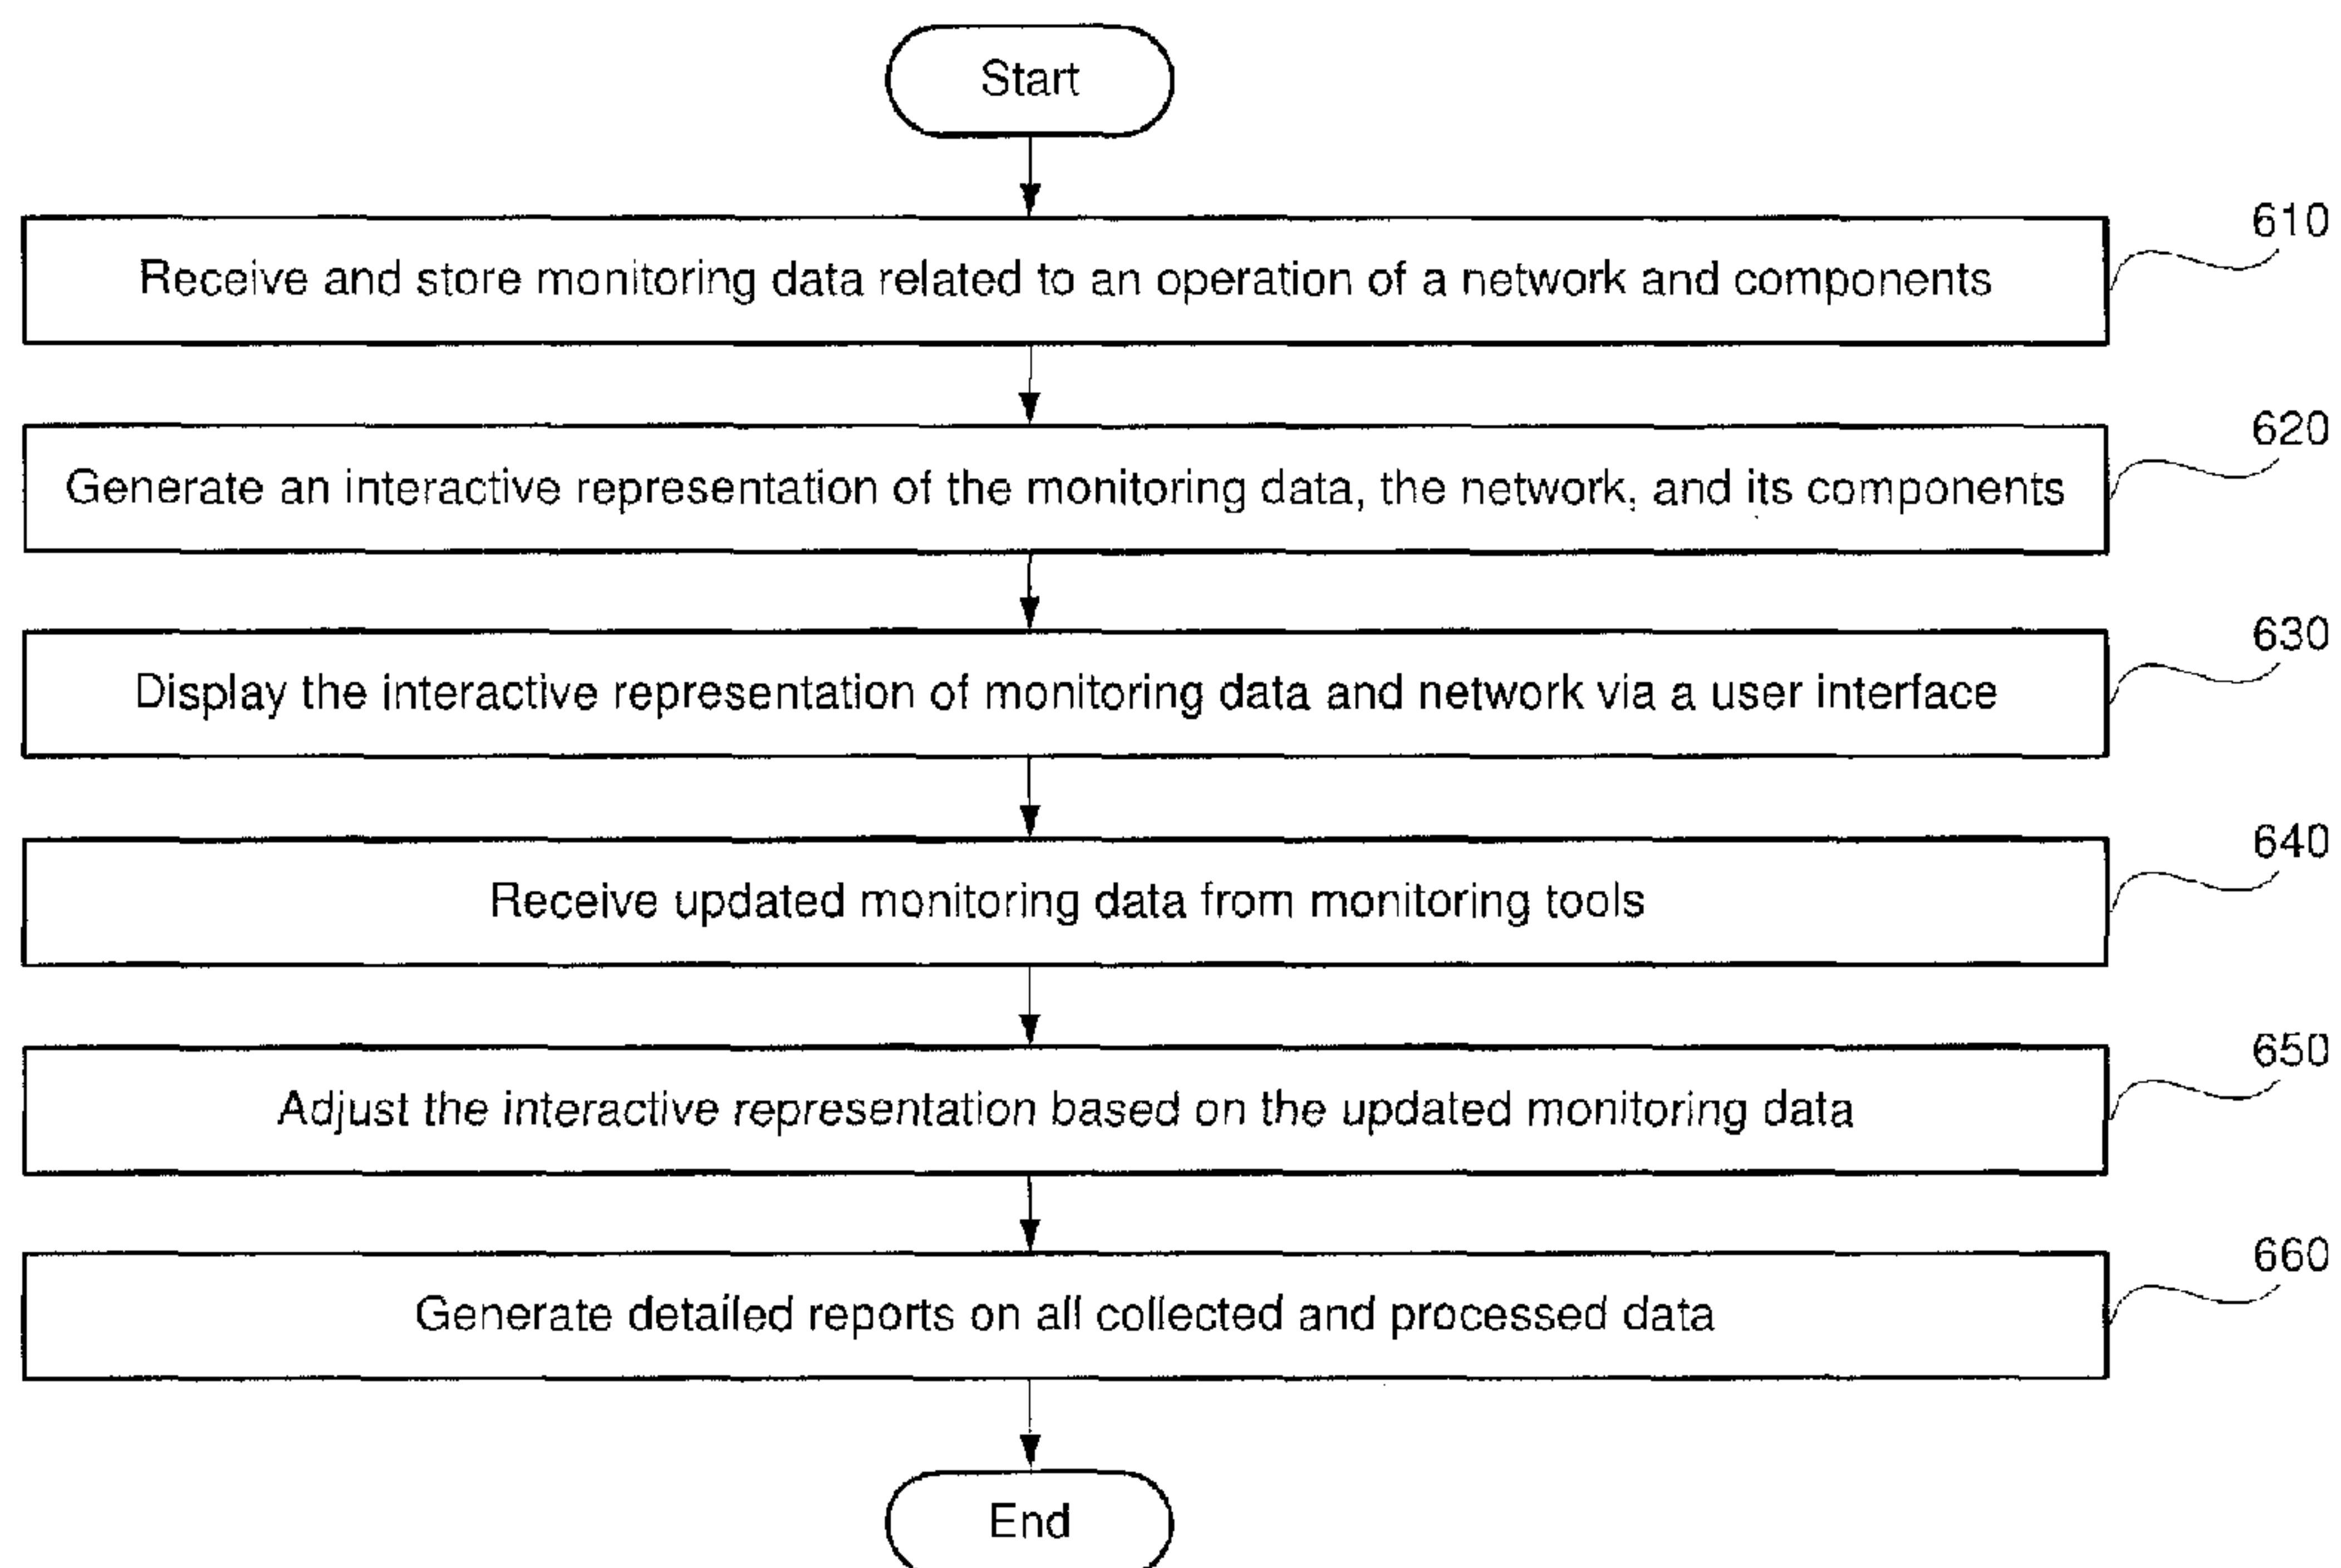 Start
610
Receive and store monitoring data related to an operation of a network and components
620
Generate an interactive representation of the monitoring data, the network, and its components
630
Display the interactive representation of monitoring data and network via a user interface
640
Receive updated monitoring data from monitoring tools
650
Adjust the interactive representation based on the updated monitoring data
660
Generate detailed reports on all collected and processed data
End